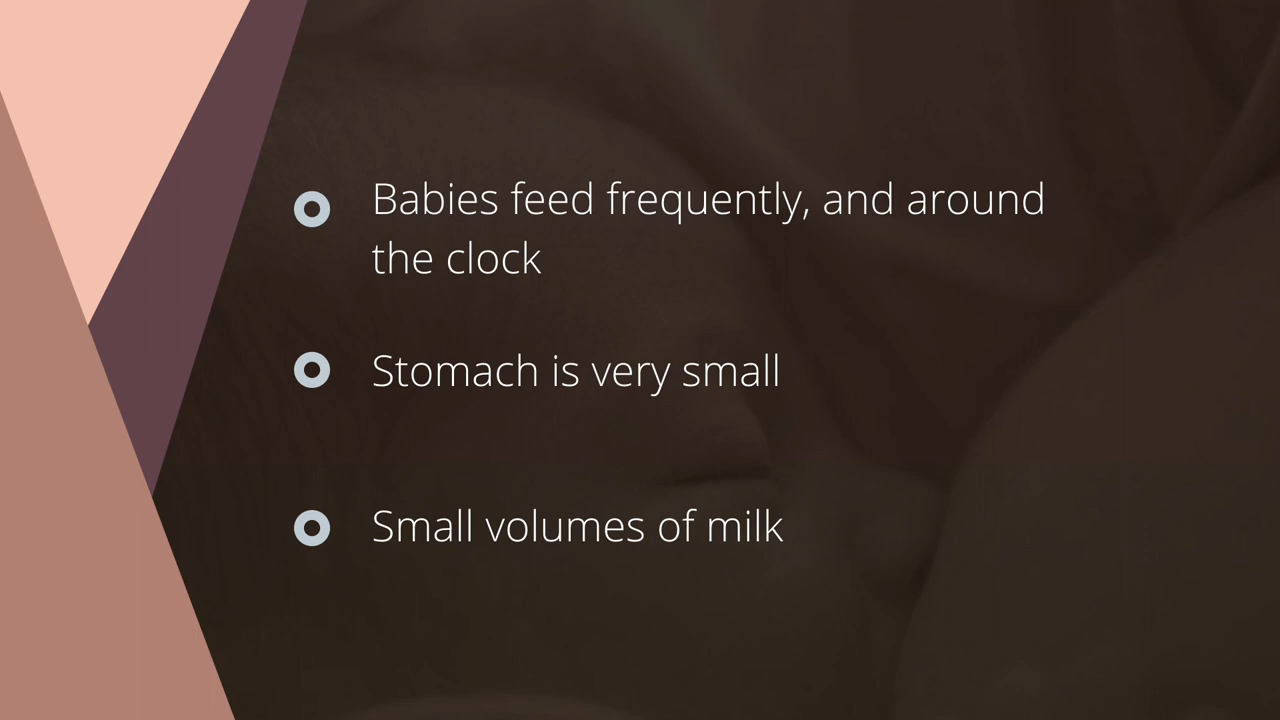 Babies feed frequently, and around
the clock
Stomach is very small
Small volumes of milk